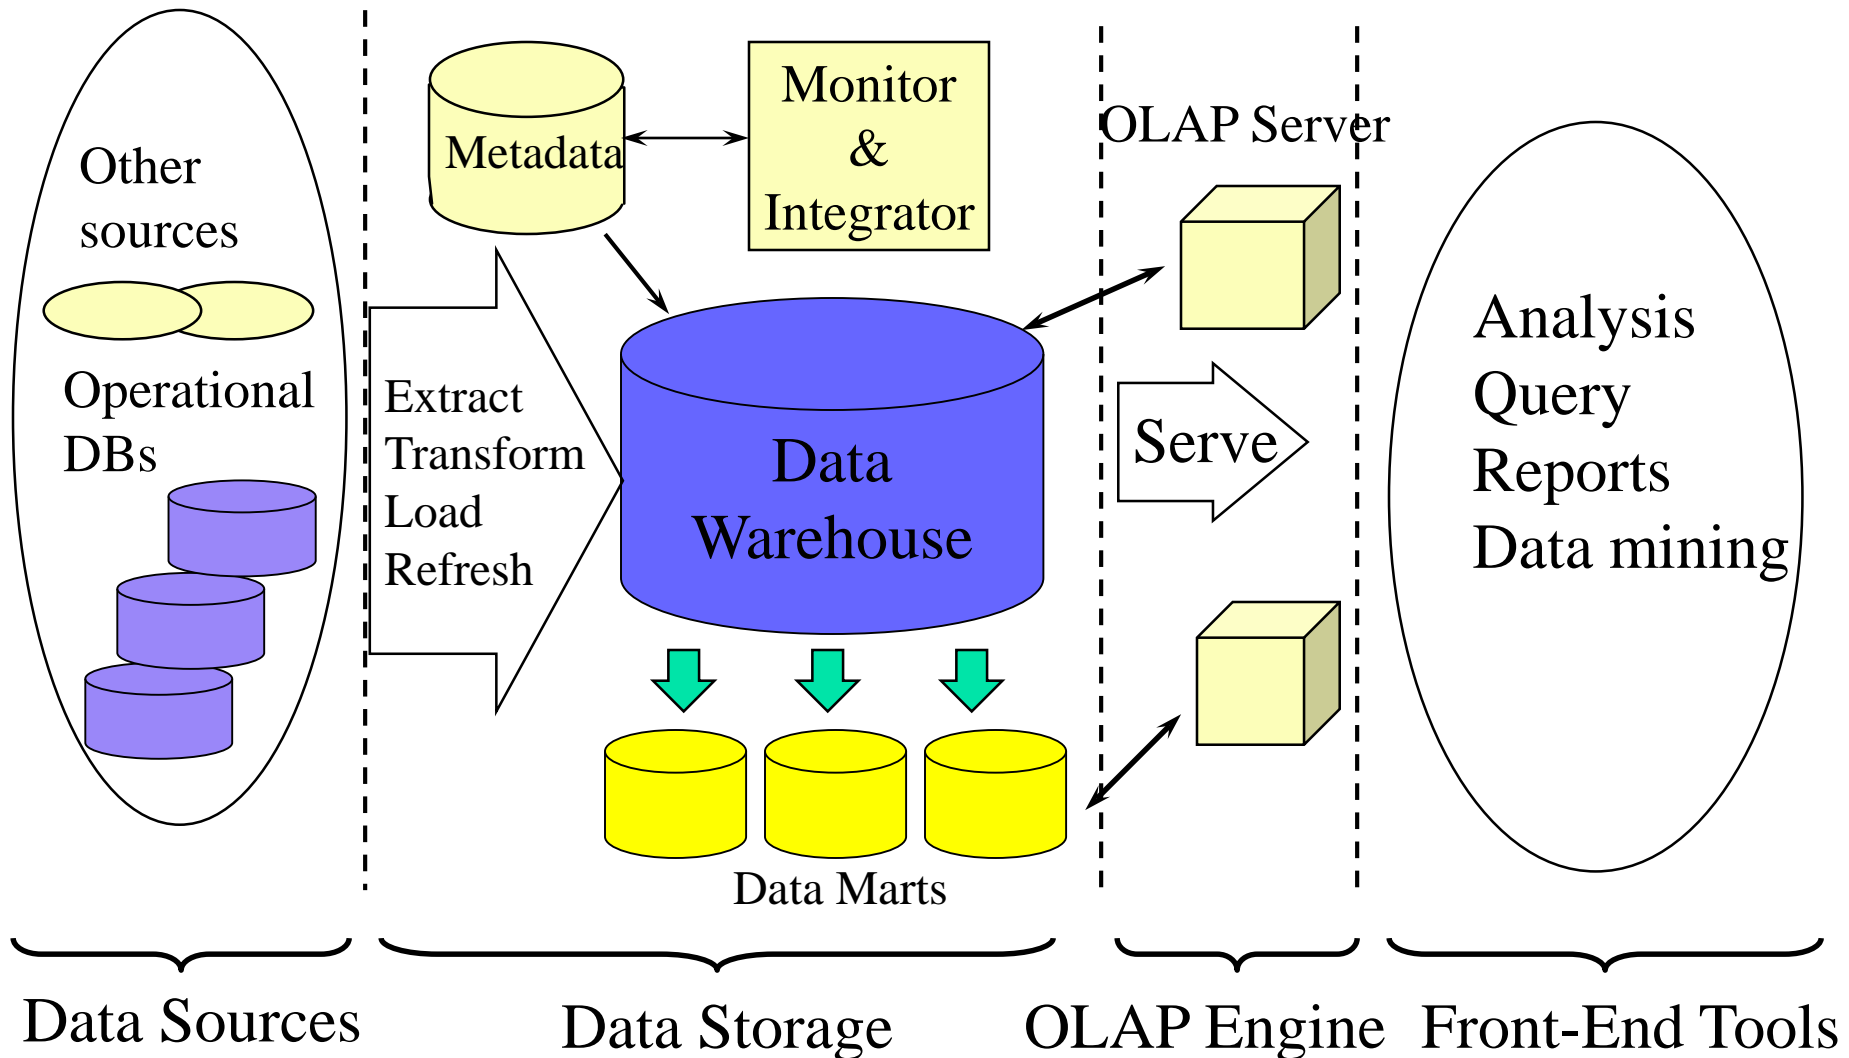 Other
sources
Operational
DBs
Metadata
Monitor
&
Integrator
Extract
Transform
Load
Refresh
Data
Warehouse
Data Marts
OLAP Server
Serve
Analysis
Query
Reports
Data mining
Data Sources
Data Storage
OLAP Engine
Front-End Tools